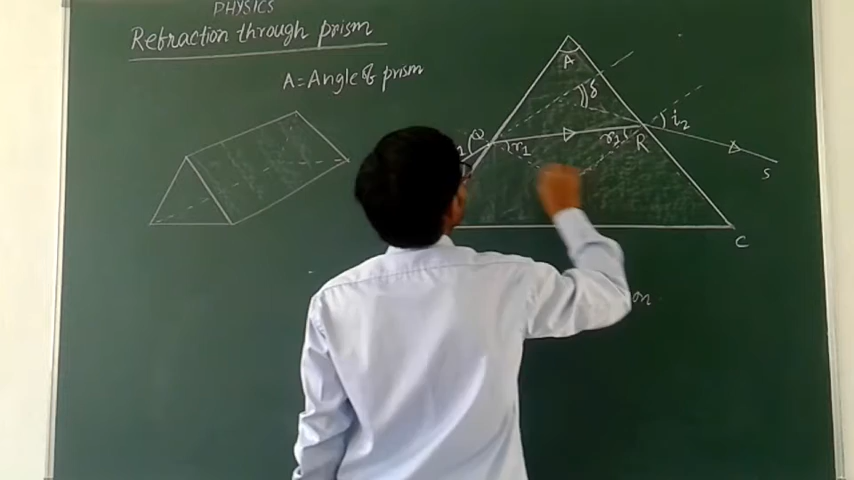 PHYSICS
Refraction through prism
A = Angle of prism
A
δ
Q
r1
r2
R
i2
S
C